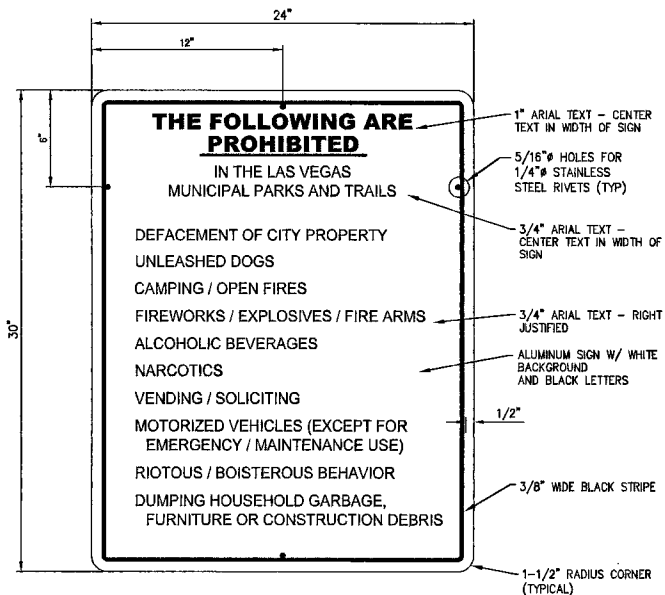 24"
12"
6"
30"
THE FOLLOWING ARE
PROHIBITED
IN THE LAS VEGAS
MUNICIPAL PARKS AND TRAILS
DEFACEMENT OF CITY PROPERTY
UNLEASHED DOGS
CAMPING / OPEN FIRES
FIREWORKS / EXPLOSIVES / FIRE ARMS
ALCOHOLIC BEVERAGES
NARCOTICS
VENDING / SOLICITING
MOTORIZED VEHICLES (EXCEPT FOR
EMERGENCY / MAINTENANCE USE)
RIOTOUS / BOISTEROUS BEHAVIOR
DUMPING HOUSEHOLD GARBAGE,
FURNITURE OR CONSTRUCTION DEBRIS
1" ARIAL TEXT – CENTER
TEXT IN WIDTH OF SIGN
5/16"ø HOLES FOR
1/4"ø STAINLESS
STEEL RIVETS (TYP)
3/4" ARIAL TEXT –
CENTER TEXT IN WIDTH OF
SIGN
3/4" ARIAL TEXT – RIGHT
JUSTIFIED
ALUMINUM SIGN W/ WHITE
BACKGROUND
AND BLACK LETTERS
1/2"
3/8" WIDE BLACK STRIPE
1–1/2" RADIUS CORNER
(TYPICAL)